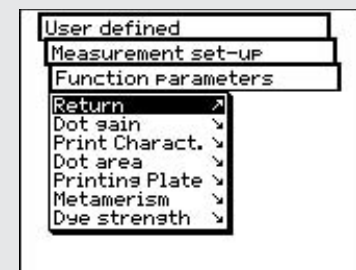 User defined
Measurement set-up
Function parameters
Return ↗
Dot gain ↘
Print Charact. ↘
Dot area ↘
Printing Plate ↘
Metamerism ↘
Dye strength ↘